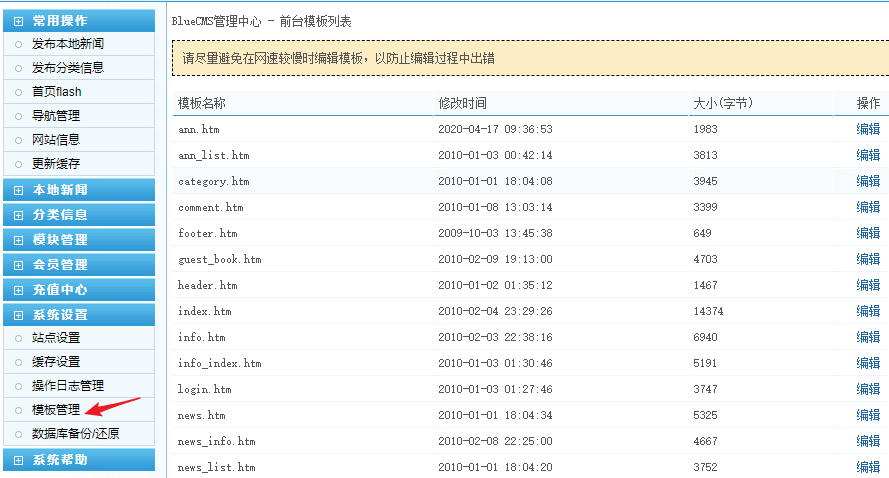 常用操作
发布本地新闻
发布分类信息
首页flash
导航管理
网站信息
更新缓存
本地新闻
分类信息
模块管理
会员管理
充值中心
系统设置
站点设置
缓存设置
操作日志管理
模板管理
数据库备份/还原
系统帮助
BlueCMS管理中心 - 前台模板列表
请尽量避免在网速较慢时编辑模板，以防止编辑过程中出错
模板名称 修改时间 大小(字节) 操作
ann.htm 2020-04-17 09:36:53 1983 编辑
ann_list.htm 2010-01-03 00:42:14 3813 编辑
category.htm 2010-01-01 18:04:08 3945 编辑
comment.htm 2010-01-08 13:03:14 3399 编辑
footer.htm 2009-10-03 13:45:38 649 编辑
guest_book.htm 2010-02-09 19:13:00 4703 编辑
header.htm 2010-01-02 01:35:12 1467 编辑
index.htm 2010-02-04 23:29:26 14374 编辑
info.htm 2010-02-03 22:38:16 6940 编辑
info_index.htm 2010-01-03 01:30:46 5191 编辑
login.htm 2010-01-03 01:27:46 3747 编辑
news.htm 2010-01-01 18:04:34 5325 编辑
news_info.htm 2010-02-08 22:25:00 4667 编辑
news_list.htm 2010-01-01 18:04:20 3752 编辑